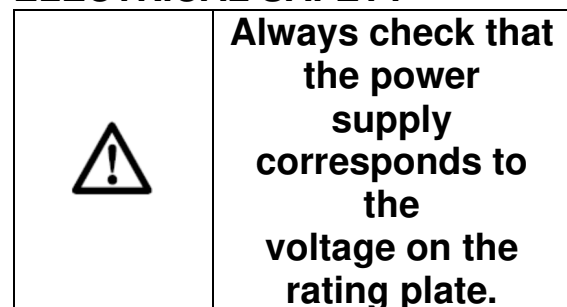 ELECTRICAL SAFETY
Always check that
the power
supply
corresponds to
the
voltage on the
rating plate.